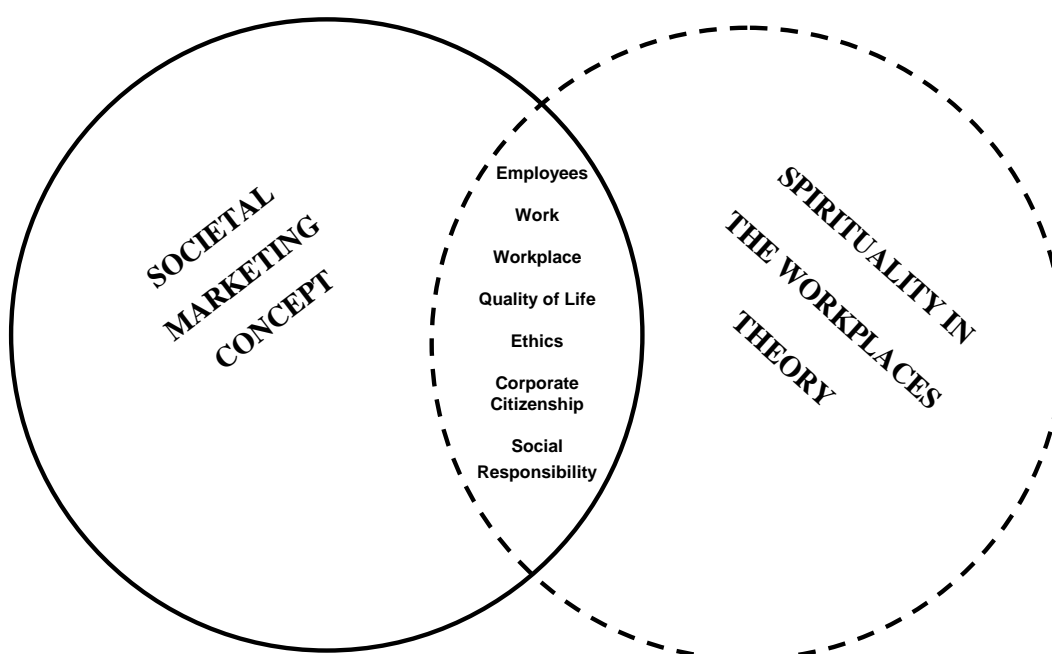 SOCIETAL
MARKETING
CONCEPT
Employees
Work
Workplace
Quality of Life
Ethics
Corporate
Citizenship
Social
Responsibility
SPIRITUALITY IN
THE WORKPLACES
THEORY